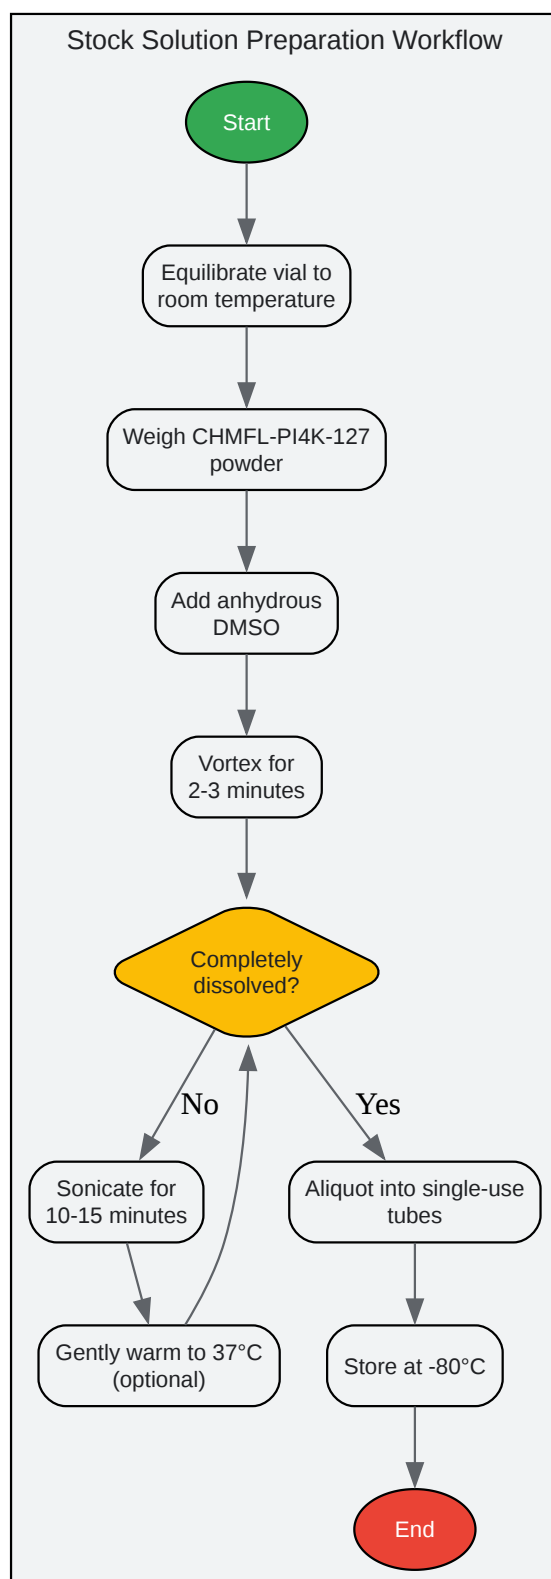 Stock Solution Preparation Workflow
Start
Equilibrate vial to
room temperature
Weigh CHMFL-PI4K-127
powder
Add anhydrous
DMSO
Vortex for
2-3 minutes
Completely
dissolved?
No
Yes
Sonicate for
10-15 minutes
Aliquot into single-use
tubes
Gently warm to 37°C
(optional)
Store at -80°C
End